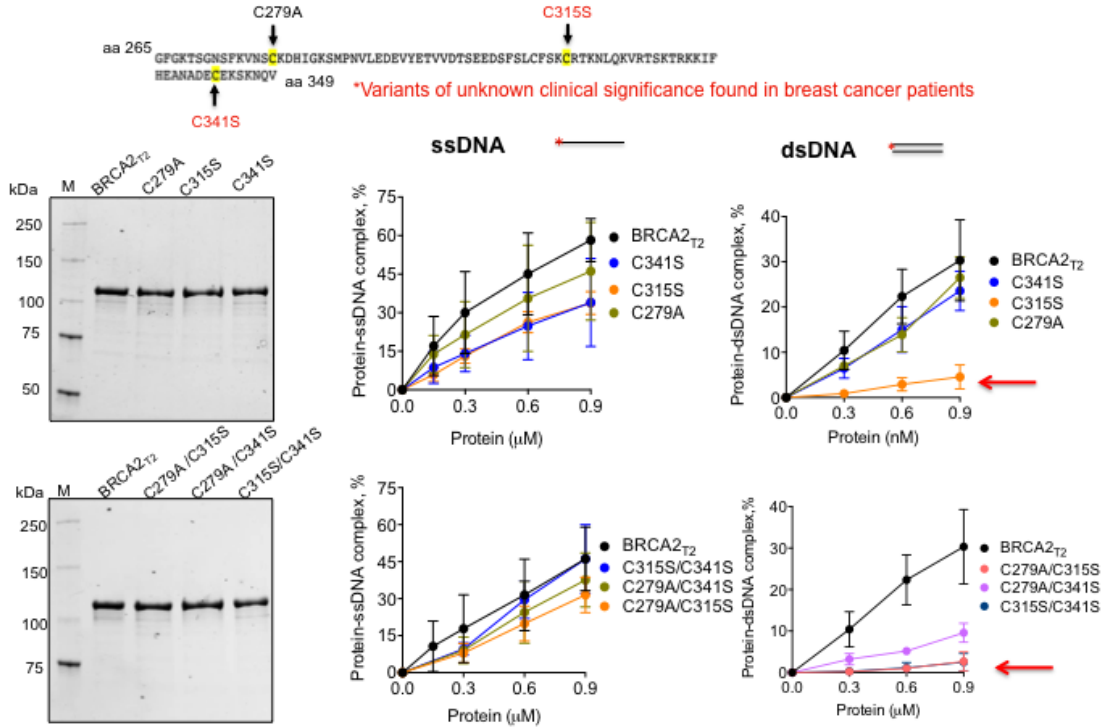 C279A
C315S
aa 265
GFGKTSGNSFKVNSCKDHIGKSMPNVLEDEVYETVVDTSEEDSFSLCFSKCRTKNLQKVRTSKTRKKIF
HEANADECEKSKNQV aa 349
C341S
*Variants of unknown clinical significance found in breast cancer patients
kDa
M
BRCA2T2
C279A
C315S
C341S
250
150
100
75
50
ssDNA
*
Protein-ssDNA complex, %
75
60
45
30
15
0
0.0 0.3 0.6 0.9
Protein (μM)
BRCA2T2
C341S
C315S
C279A
dsDNA
*
Protein-dsDNA complex, %
40
30
20
10
0
0.0 0.3 0.6 0.9
Protein (nM)
BRCA2T2
C341S
C315S
C279A
kDa
M
BRCA2T2
C279A/C315S
C279A/C341S
C315S/C341S
250
150
100
75
Protein-ssDNA complex, %
75
60
45
30
15
0
0.0 0.3 0.6 0.9
Protein (μM)
BRCA2T2
C315S/C341S
C279A/C341S
C279A/C315S
Protein-dsDNA complex,%
40
30
20
10
0
0.0 0.3 0.6 0.9
Protein (μM)
BRCA2T2
C279A/C315S
C279A/C341S
C315S/C341S